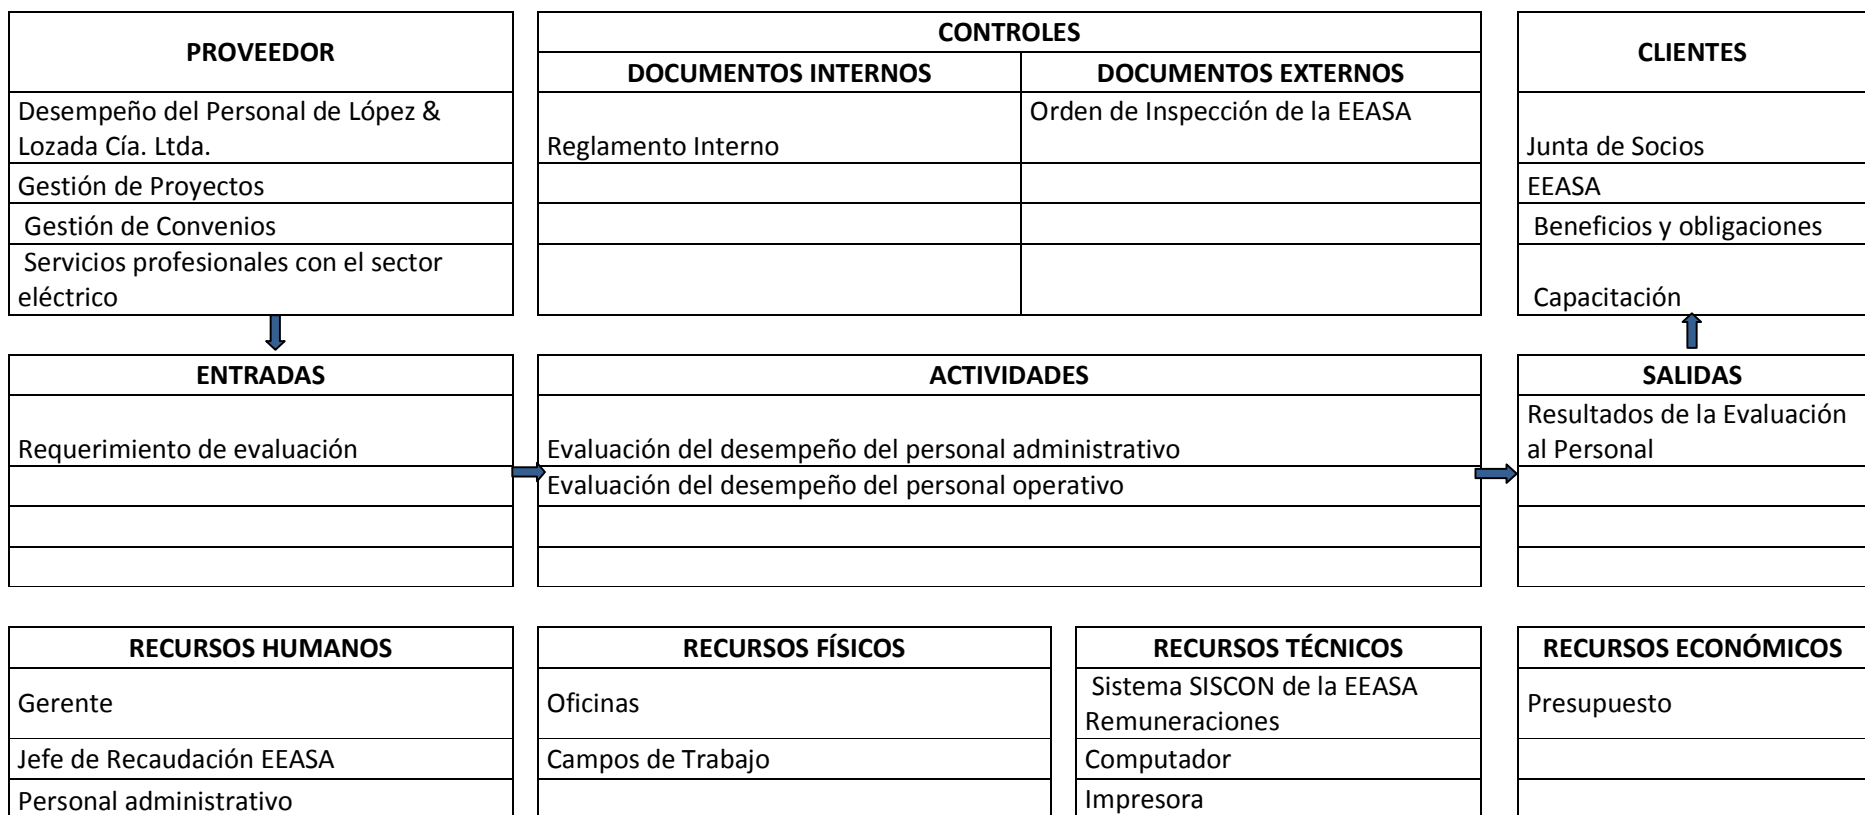 PROVEEDOR
CONTROLES
CLIENTES
DOCUMENTOS INTERNOS
DOCUMENTOS EXTERNOS
Desempeño del Personal de López &
Lozada Cía. Ltda.
Reglamento Interno
Orden de Inspección de la EEASA
Junta de Socios
Gestión de Proyectos
EEASA
Gestión de Convenios
Beneficios y obligaciones
Servicios profesionales con el sector
eléctrico
Capacitación
ENTRADAS
ACTIVIDADES
SALIDAS
Requerimiento de evaluación
Evaluación del desempeño del personal administrativo
Resultados de la Evaluación
al Personal
Evaluación del desempeño del personal operativo
RECURSOS HUMANOS
RECURSOS FÍSICOS
RECURSOS TÉCNICOS
RECURSOS ECONÓMICOS
Gerente
Oficinas
Sistema SISCON de la EEASA
Remuneraciones
Presupuesto
Jefe de Recaudación EEASA
Campos de Trabajo
Computador
Personal administrativo
Impresora